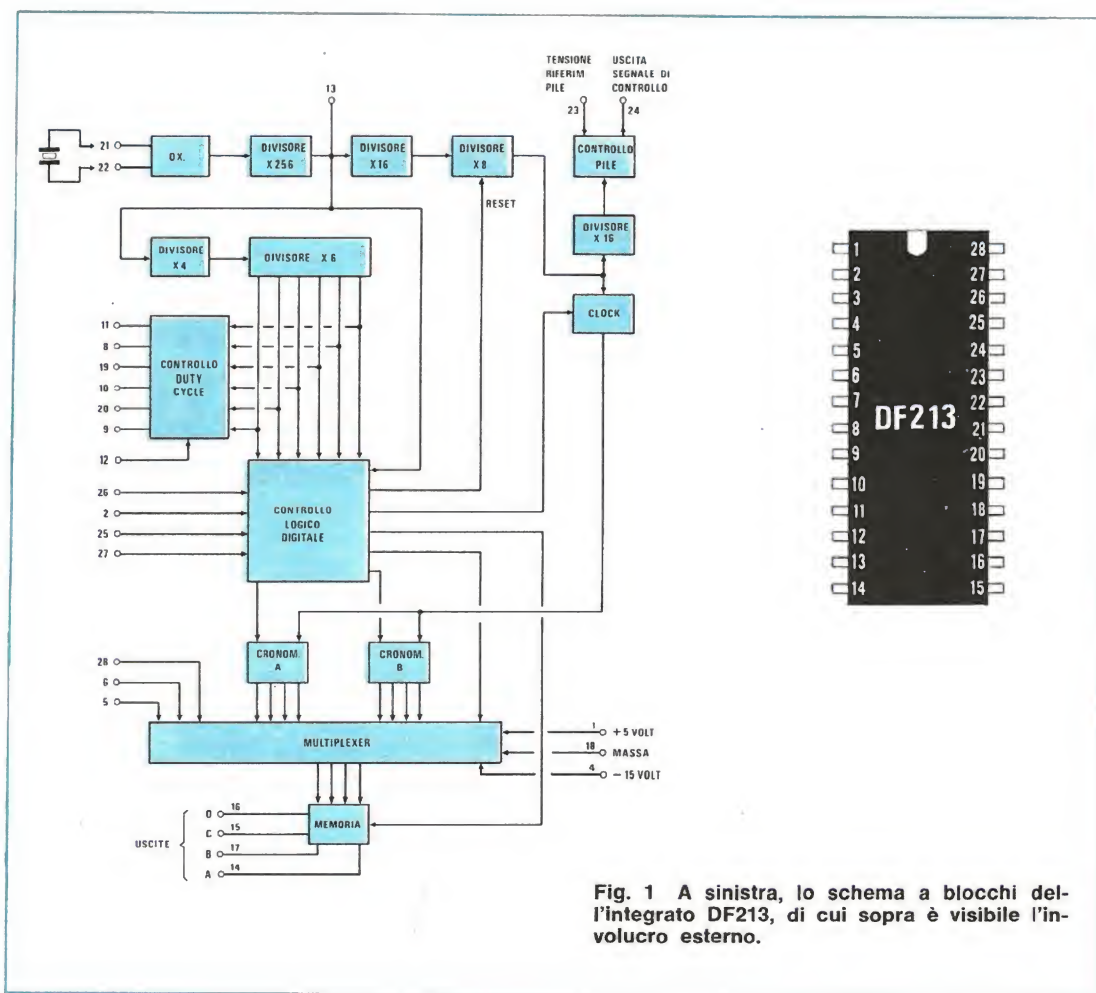 TENSIONE
RIFERIM
PILE
USCITA
SEGNALE DI
CONTROLLO
13
23
24
21
22
OX.
DIVISORE
X 256
DIVISORE
X 16
DIVISORE
X 8
CONTROLLO
PILE
RESET
DIVISORE
X 16
DIVISORE
X 4
DIVISORE X 6
CLOCK
11
8
19
10
20
9
12
CONTROLLO
DUTY
CYCLE
26
2
25
27
CONTROLLO
LOGICO
DIGITALE
CRONOM.
A
CRONOM.
B
28
6
5
MULTIPLEXER
1 + 5 VOLT
18 MASSA
4 - 15 VOLT
USCITE
D 16
C 15
B 17
A 14
MEMORIA
1 28
2 27
3 26
4 25
5 24
6 23
7 22
8 21
9 20
10 19
11 18
12 17
13 16
14 15
DF213
Fig. 1 A sinistra, lo schema a blocchi del-
l'integrato DF213, di cui sopra è visibile l'in-
volucro esterno.